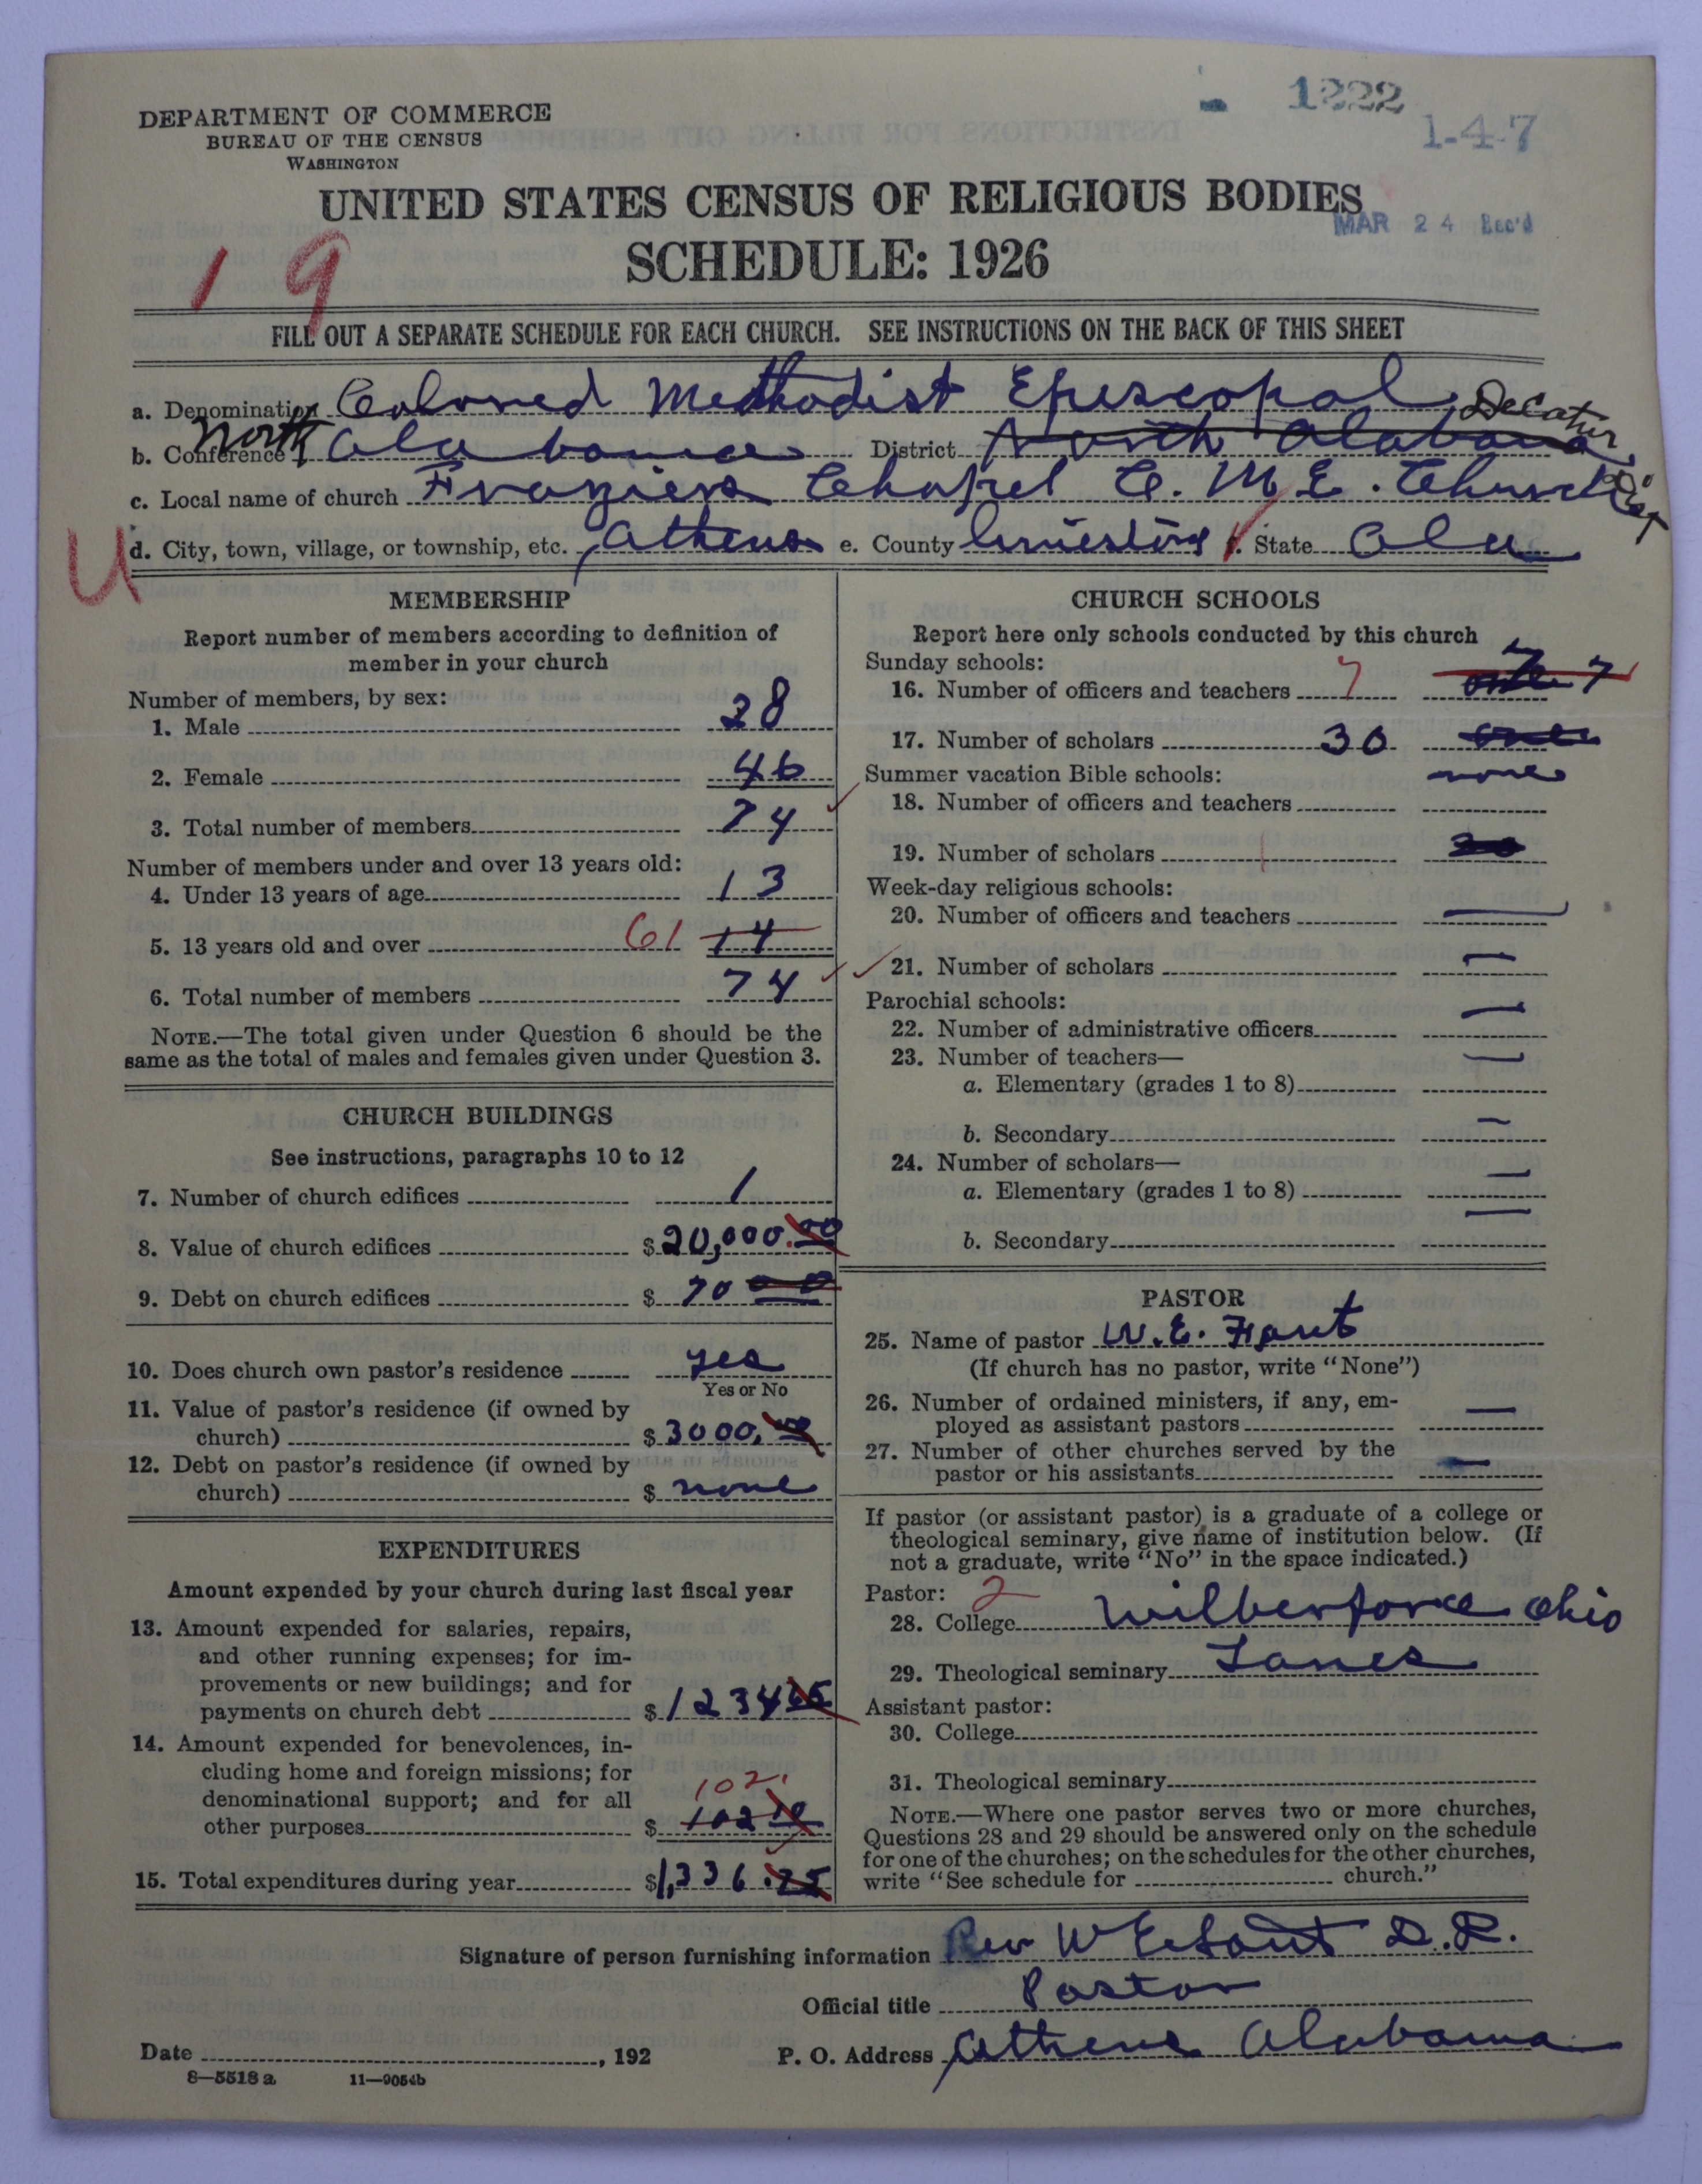 1222
1-4-7
DEPARTMENT OF COMMERCE
BUREAU OF THE CENSUS
WASHINGTON
UNITED STATES CENSUS OF RELIGIOUS BODIES
MAR 24 Rec'd
SCHEDULE: 1926
19
FILL OUT A SEPARATE SCHEDULE FOR EACH CHURCH. SEE INSTRUCTIONS ON THE BACK OF THIS SHEET
a. Denomination Colored Methodist Episcopal
b. Conference North Alabama District North Alabama Decatur Dist
c. Local name of church Fraziers Chapel C. M. E. Church
U
d. City, town, village, or township, etc. Athens e. County Limestone f. State Ala
MEMBERSHIP
Report number of members according to definition of
member in your church
Number of members, by sex:
1. Male 28
2. Female 46
3. Total number of members 74
Number of members under and over 13 years old:
4. Under 13 years of age 13
5. 13 years old and over 61 14
6. Total number of members 74
NOTE.—The total given under Question 6 should be the
same as the total of males and females given under Question 3.
CHURCH BUILDINGS
See instructions, paragraphs 10 to 12
7. Number of church edifices 1
8. Value of church edifices $20,000.00
9. Debt on church edifices $ 70 00
10. Does church own pastor's residence yes
Yes or No
11. Value of pastor's residence (if owned by
church) $3000.00
12. Debt on pastor's residence (if owned by
church) $ none
EXPENDITURES
Amount expended by your church during last fiscal year
13. Amount expended for salaries, repairs,
and other running expenses; for im-
provements or new buildings; and for
payments on church debt $1234 65
14. Amount expended for benevolences, in-
cluding home and foreign missions; for
denominational support; and for all
102.
other purposes $ 102 10
15. Total expenditures during year $1,336.75
CHURCH SCHOOLS
Report here only schools conducted by this church
Sunday schools:
16. Number of officers and teachers 7 one 7 7
17. Number of scholars 30 one
Summer vacation Bible schools: none
18. Number of officers and teachers
19. Number of scholars 30
Week-day religious schools:
20. Number of officers and teachers —
21. Number of scholars —
Parochial schools:
22. Number of administrative officers —
23. Number of teachers—
a. Elementary (grades 1 to 8) —
b. Secondary —
24. Number of scholars—
a. Elementary (grades 1 to 8) —
b. Secondary —
PASTOR
25. Name of pastor W. E. Fant
(If church has no pastor, write "None")
26. Number of ordained ministers, if any, em-
ployed as assistant pastors —
27. Number of other churches served by the
pastor or his assistants —
If pastor (or assistant pastor) is a graduate of a college or
theological seminary, give name of institution below. (If
not a graduate, write "No" in the space indicated.)
Pastor: 2
28. College Wilberforce Ohio
29. Theological seminary Lanes
Assistant pastor:
30. College
31. Theological seminary
NOTE.—Where one pastor serves two or more churches,
Questions 28 and 29 should be answered only on the schedule
for one of the churches; on the schedules for the other churches,
write "See schedule for church."
Signature of person furnishing information Rev W E Fant D.D.
Official title Pastor
Date , 192 P. O. Address Athens Alabama
8—5518 a 11—9054b